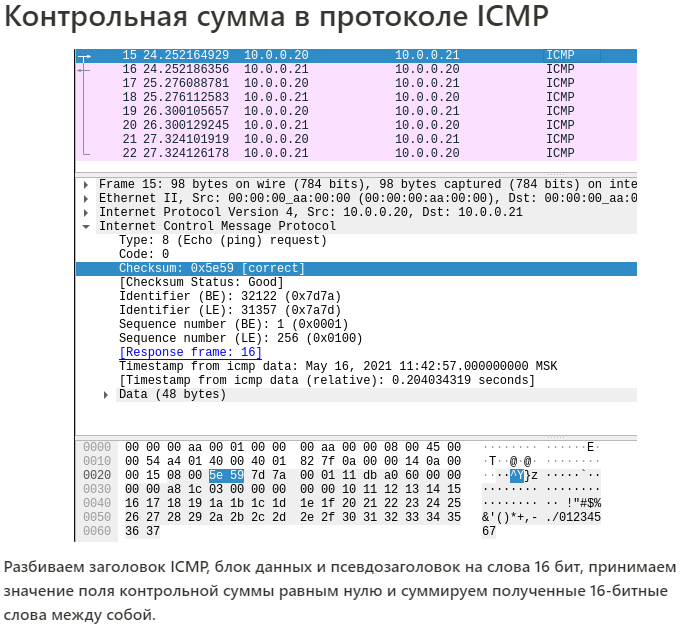 Контрольная сумма в протоколе ICMP
15 24.252164929 10.0.0.20 10.0.0.21 ICMP
16 24.252186356 10.0.0.21 10.0.0.20 ICMP
17 25.276088781 10.0.0.20 10.0.0.21 ICMP
18 25.276112583 10.0.0.21 10.0.0.20 ICMP
19 26.300105657 10.0.0.20 10.0.0.21 ICMP
20 26.300129245 10.0.0.21 10.0.0.20 ICMP
21 27.324101919 10.0.0.20 10.0.0.21 ICMP
22 27.324126178 10.0.0.21 10.0.0.20 ICMP
Frame 15: 98 bytes on wire (784 bits), 98 bytes captured (784 bits) on inte
Ethernet II, Src: 00:00:00_aa:00:00 (00:00:00:aa:00:00), Dst: 00:00:00_aa:0
Internet Protocol Version 4, Src: 10.0.0.20, Dst: 10.0.0.21
Internet Control Message Protocol
Type: 8 (Echo (ping) request)
Code: 0
Checksum: 0x5e59 [correct]
[Checksum Status: Good]
Identifier (BE): 32122 (0x7d7a)
Identifier (LE): 31357 (0x7a7d)
Sequence number (BE): 1 (0x0001)
Sequence number (LE): 256 (0x0100)
[Response frame: 16]
Timestamp from icmp data: May 16, 2021 11:42:57.000000000 MSK
[Timestamp from icmp data (relative): 0.204034319 seconds]
Data (48 bytes)
0000 00 00 00 aa 00 01 00 00 00 aa 00 00 08 00 45 00 ········ ······E·
0010 00 54 a4 01 40 00 40 01 82 7f 0a 00 00 14 0a 00 ·T··@·@· ········
0020 00 15 08 00 5e 59 7d 7a 00 01 11 db a0 60 00 00 ····^Y}z ·····`··
0030 00 00 a8 1c 03 00 00 00 00 00 10 11 12 13 14 15 ········ ········
0040 16 17 18 19 1a 1b 1c 1d 1e 1f 20 21 22 23 24 25 ········ ·· !"#$%
0050 26 27 28 29 2a 2b 2c 2d 2e 2f 30 31 32 33 34 35 &'()*+,- ./012345
0060 36 37 67
Разбиваем заголовок ICMP, блок данных и псевдозаголовок на слова 16 бит, принимаем
значение поля контрольной суммы равным нулю и суммируем полученные 16-битные
слова между собой.